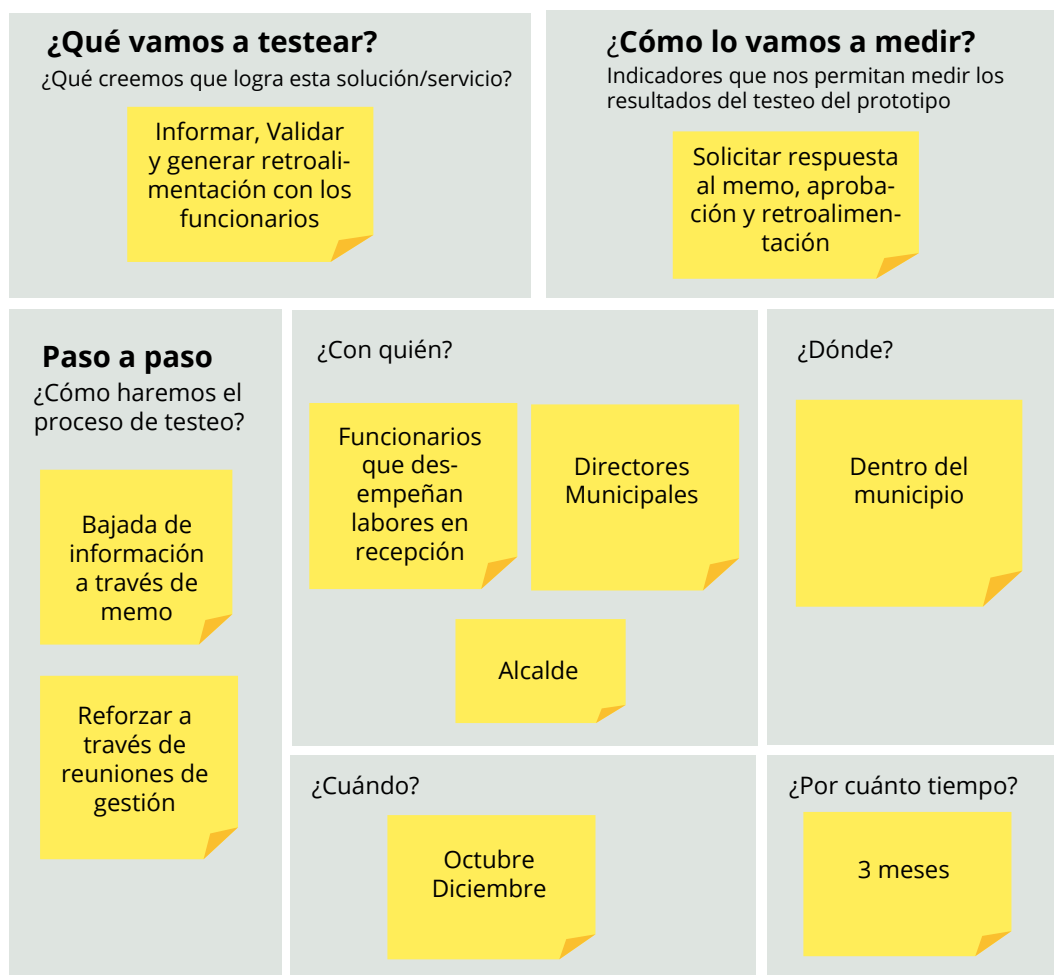 ¿Qué vamos a testear?
¿Qué creemos que logra esta solución/servicio?
Informar, Validar
y generar retroali-
mentación con los
funcionarios
¿Cómo lo vamos a medir?
Indicadores que nos permitan medir los
resultados del testeo del prototipo
Solicitar respuesta
al memo, aproba-
ción y retroalimen-
tación
Paso a paso
¿Cómo haremos el
proceso de testeo?
Bajada de
información
a través de
memo
Reforzar a
través de
reuniones de
gestión
¿Con quién?
Funcionarios
que des-
empeñan
labores en
recepción
Directores
Municipales
Alcalde
¿Dónde?
Dentro del
municipio
¿Cuándo?
Octubre
Diciembre
¿Por cuánto tiempo?
3 meses